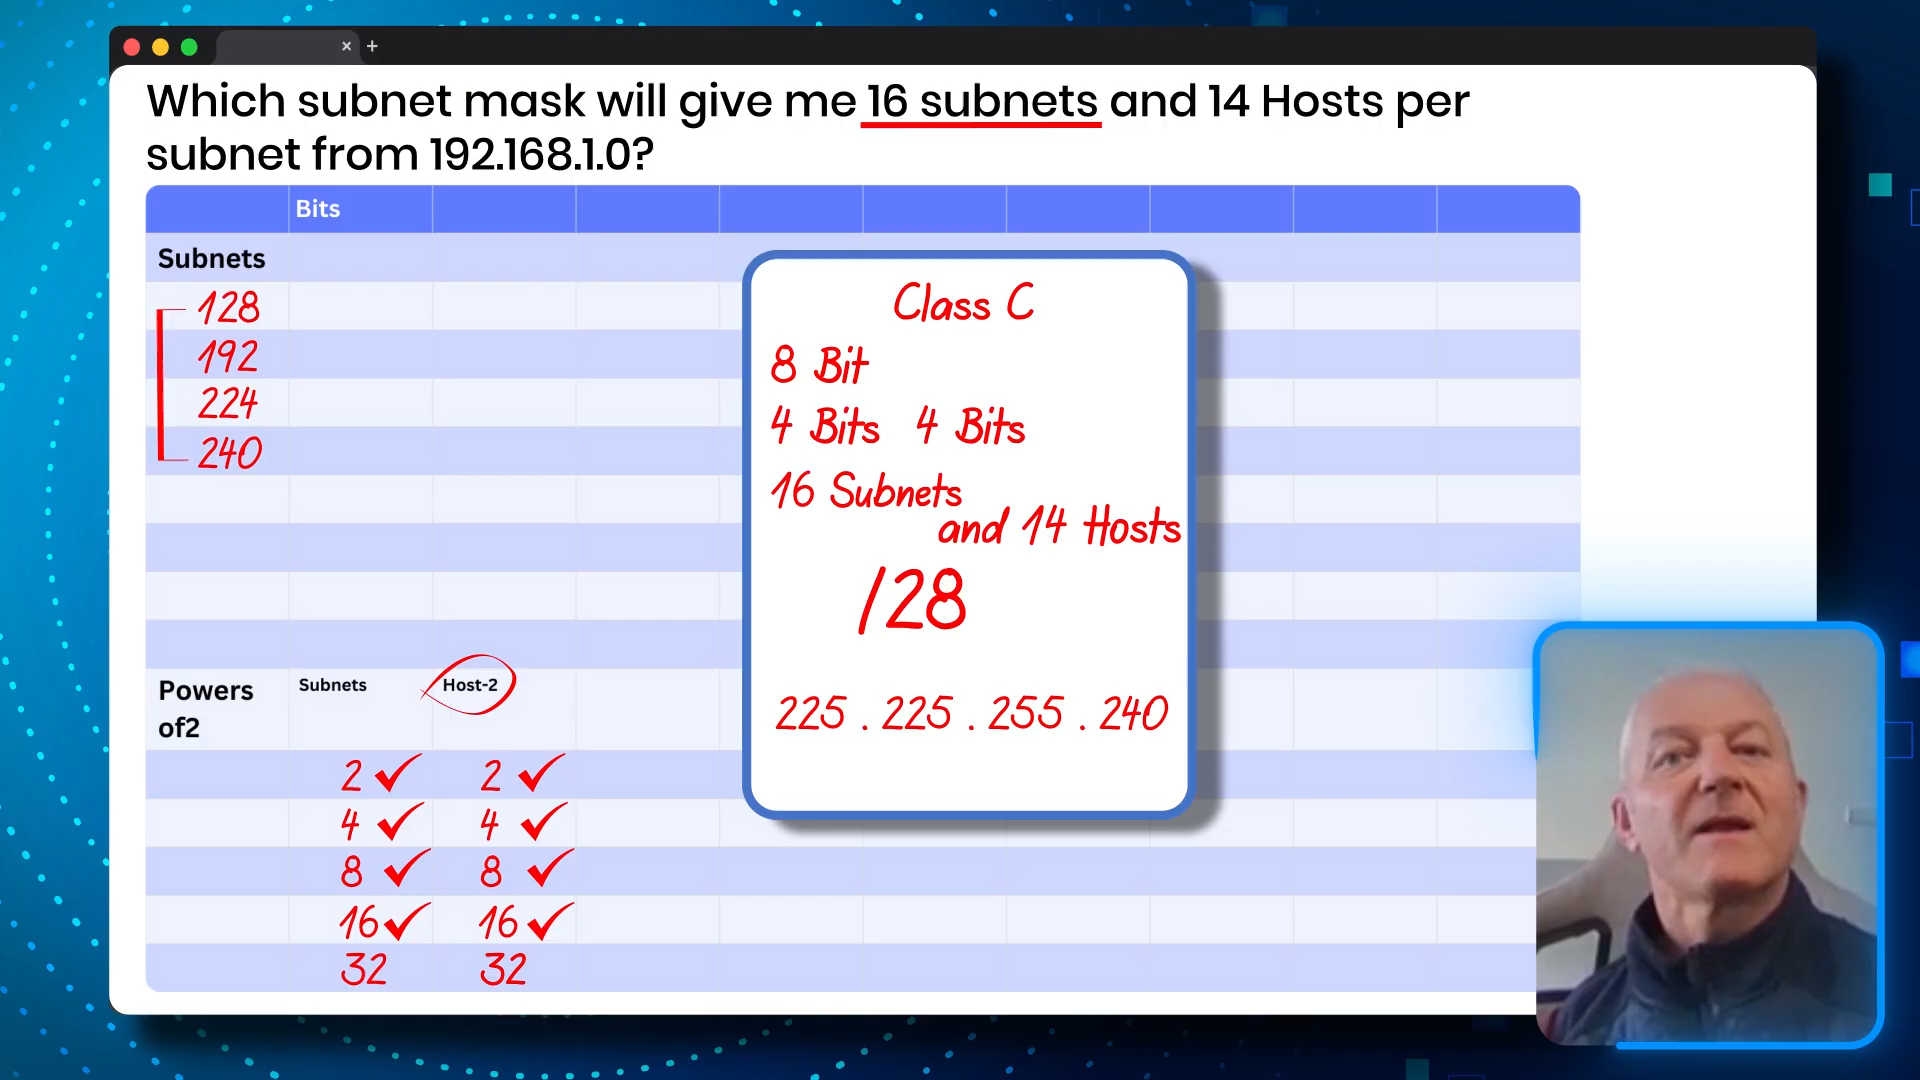 Which subnet mask will give me 16 subnets and 14 Hosts per
subnet from 192.168.1.0?
Bits
Subnets
128
192
224
240
Class C
8 Bit
4 Bits 4 Bits
16 Subnets
and 14 Hosts
/28
225 . 225 . 255 . 240
Powers
of2
Subnets Host-2
2 2
4 4
8 8
16 16
32 32